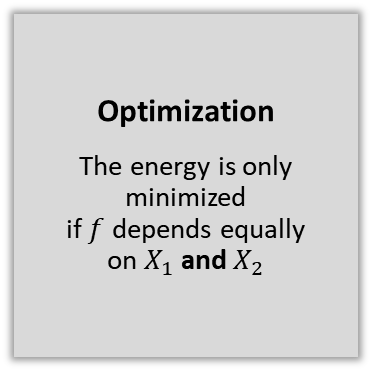 Optimization
The energy is only
minimized
if f depends equally
on X₁ and X₂